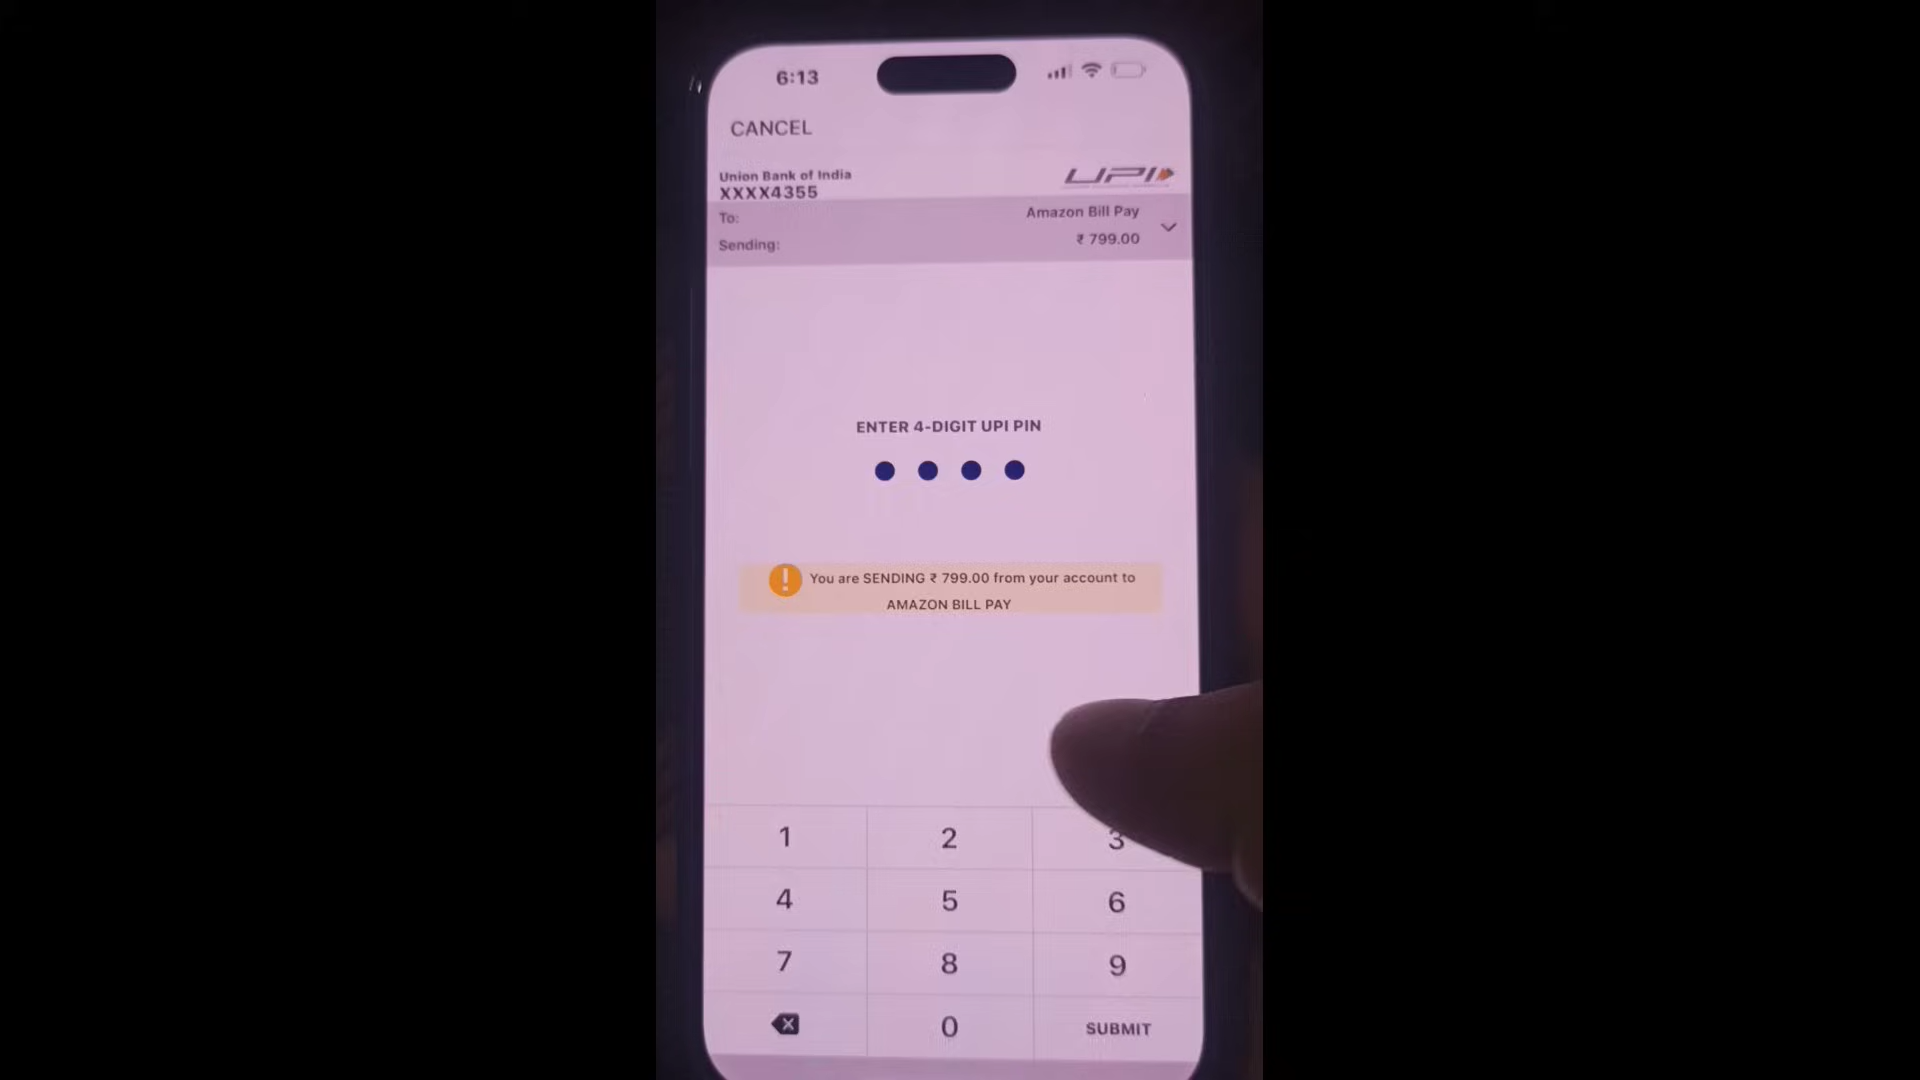 6:13
CANCEL
Union Bank of India
XXXX4355
UPI
To:
Amazon Bill Pay
Sending:
₹ 799.00
ENTER 4-DIGIT UPI PIN
You are SENDING ₹ 799.00 from your account to
AMAZON BILL PAY
1 2 3
4 5 6
7 8 9
0 SUBMIT